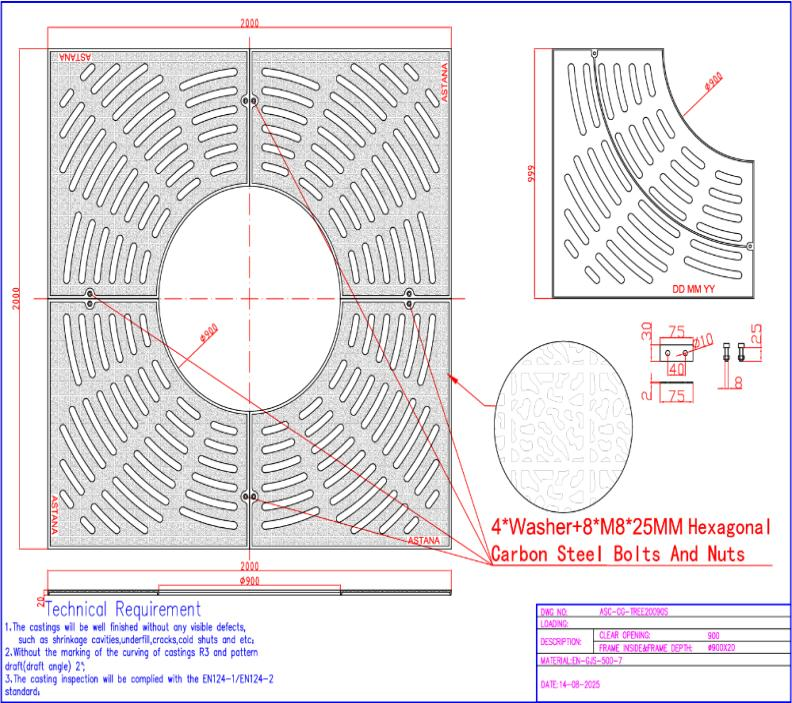 2000
ASTANA
ASTANA
2000
Ø900
ASTANA
ASTANA
2000
Ø900
20
999
Ø900
DD MM YY
30
75
Ø10
40
2
75
25
8
4*Washer+8*M8*25MM Hexagonal
Carbon Steel Bolts And Nuts
Technical Requirement
1.The castings will be well finished without any visible defects,
such as shrinkage cavities,underfill,cracks,cold shuts and etc;
2.Without the marking of the curving of castings R3 and pattern
draft(draft angle) 2°;
3.The casting inspection will be complied with the EN124-1/EN124-2
standard;
DWG NO: ASC-CG-TREE20090S
LOADING:
DESCRIPTION:
CLEAR OPENING: 900
FRAME INSIDE&FRAME DEPTH: Ø900X20
MATERIAL:EN-GJS-500-7
DATE:14-08-2025